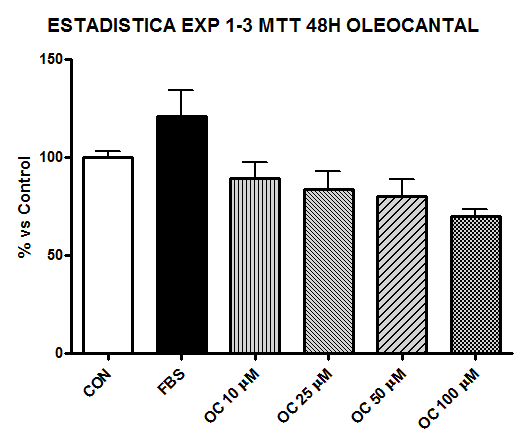 ESTADISTICA EXP 1-3 MTT 48H OLEOCANTAL
150
100
50
0
% vs Control
CON
FBS
OC 10 µM
OC 25 µM
OC 50 µM
OC 100 µM